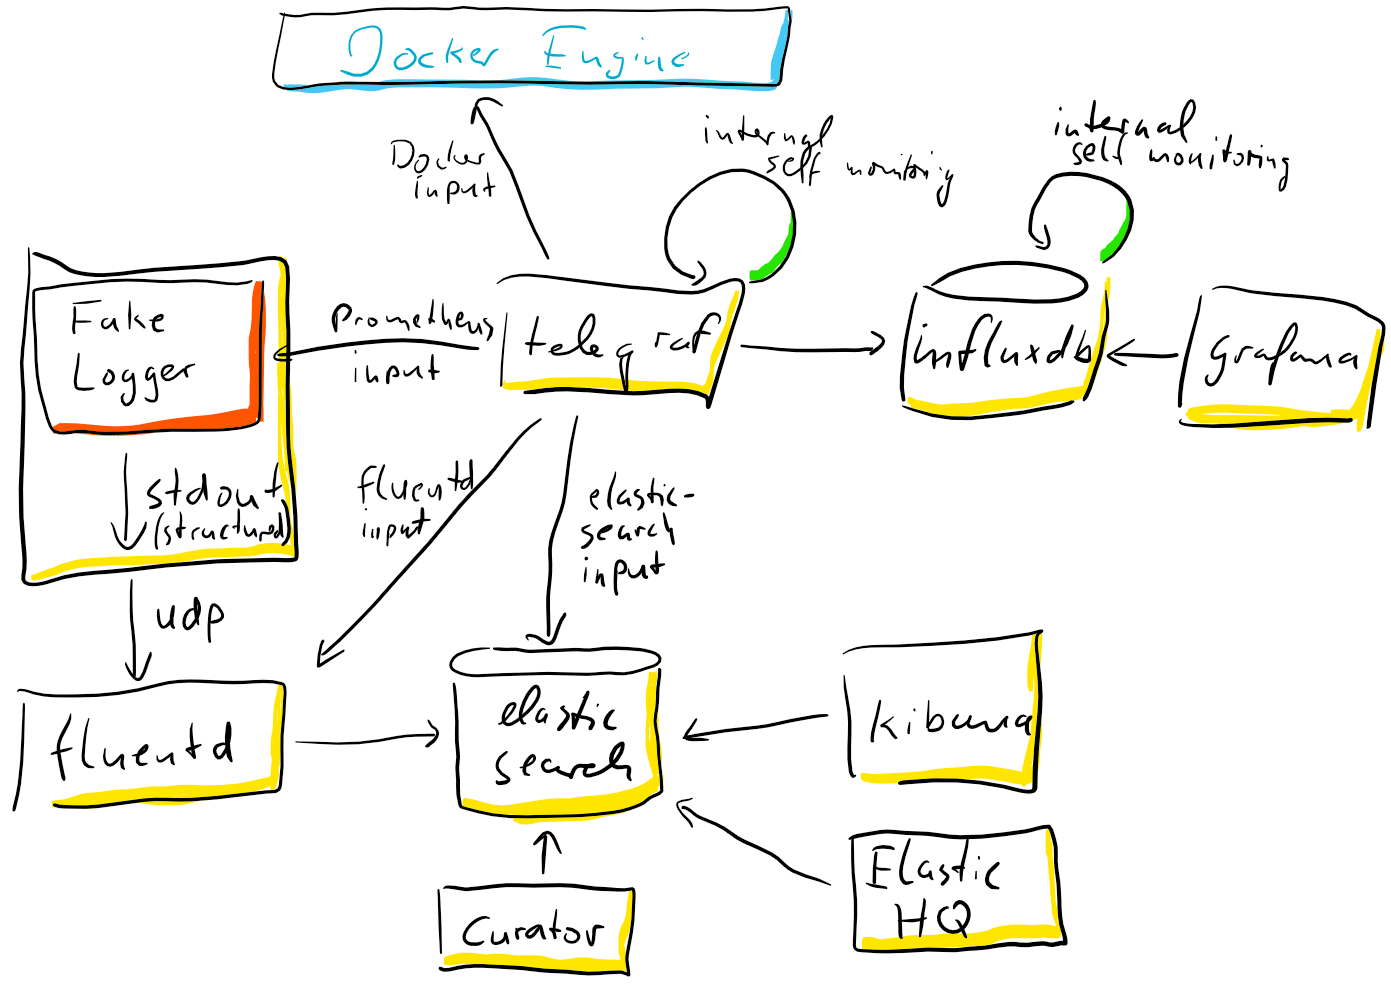 Docker Engine
Docker
input
internal
self monitoring
internal
self monitoring
Fake
Logger
Prometheus
input
telegraf
influxdb
Grafana
stdout
(structured)
fluentd
input
elastic-
search
input
udp
fluentd
elastic
search
kibana
Elastic
HQ
Curator